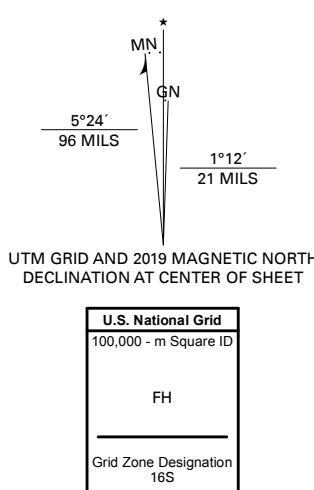 ★
MN
GN
5°24´
96 MILS
1°12´
21 MILS
UTM GRID AND 2019 MAGNETIC NORTH
DECLINATION AT CENTER OF SHEET
U.S. National Grid
100,000 - m Square ID
FH
Grid Zone Designation
16S